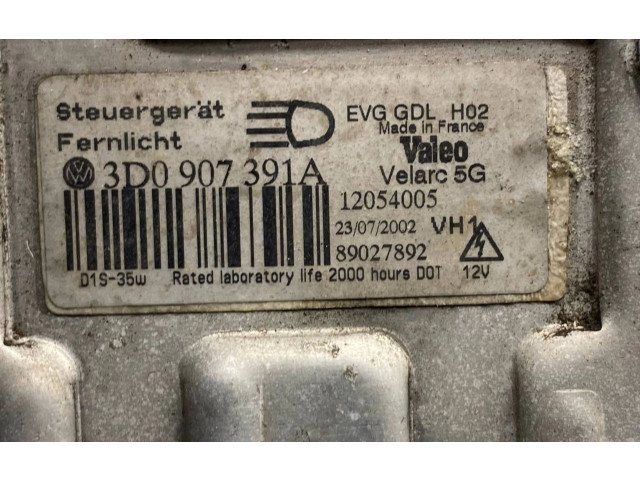 Steuergerät
Fernlicht
EVG GDL H02
Made in France
Valeo
Velarc 5G
VW 3D0 907 391A
12054005
23/07/2002 VH1
89027892
D1S-35w Rated laboratory life 2000 hours DOT 12V